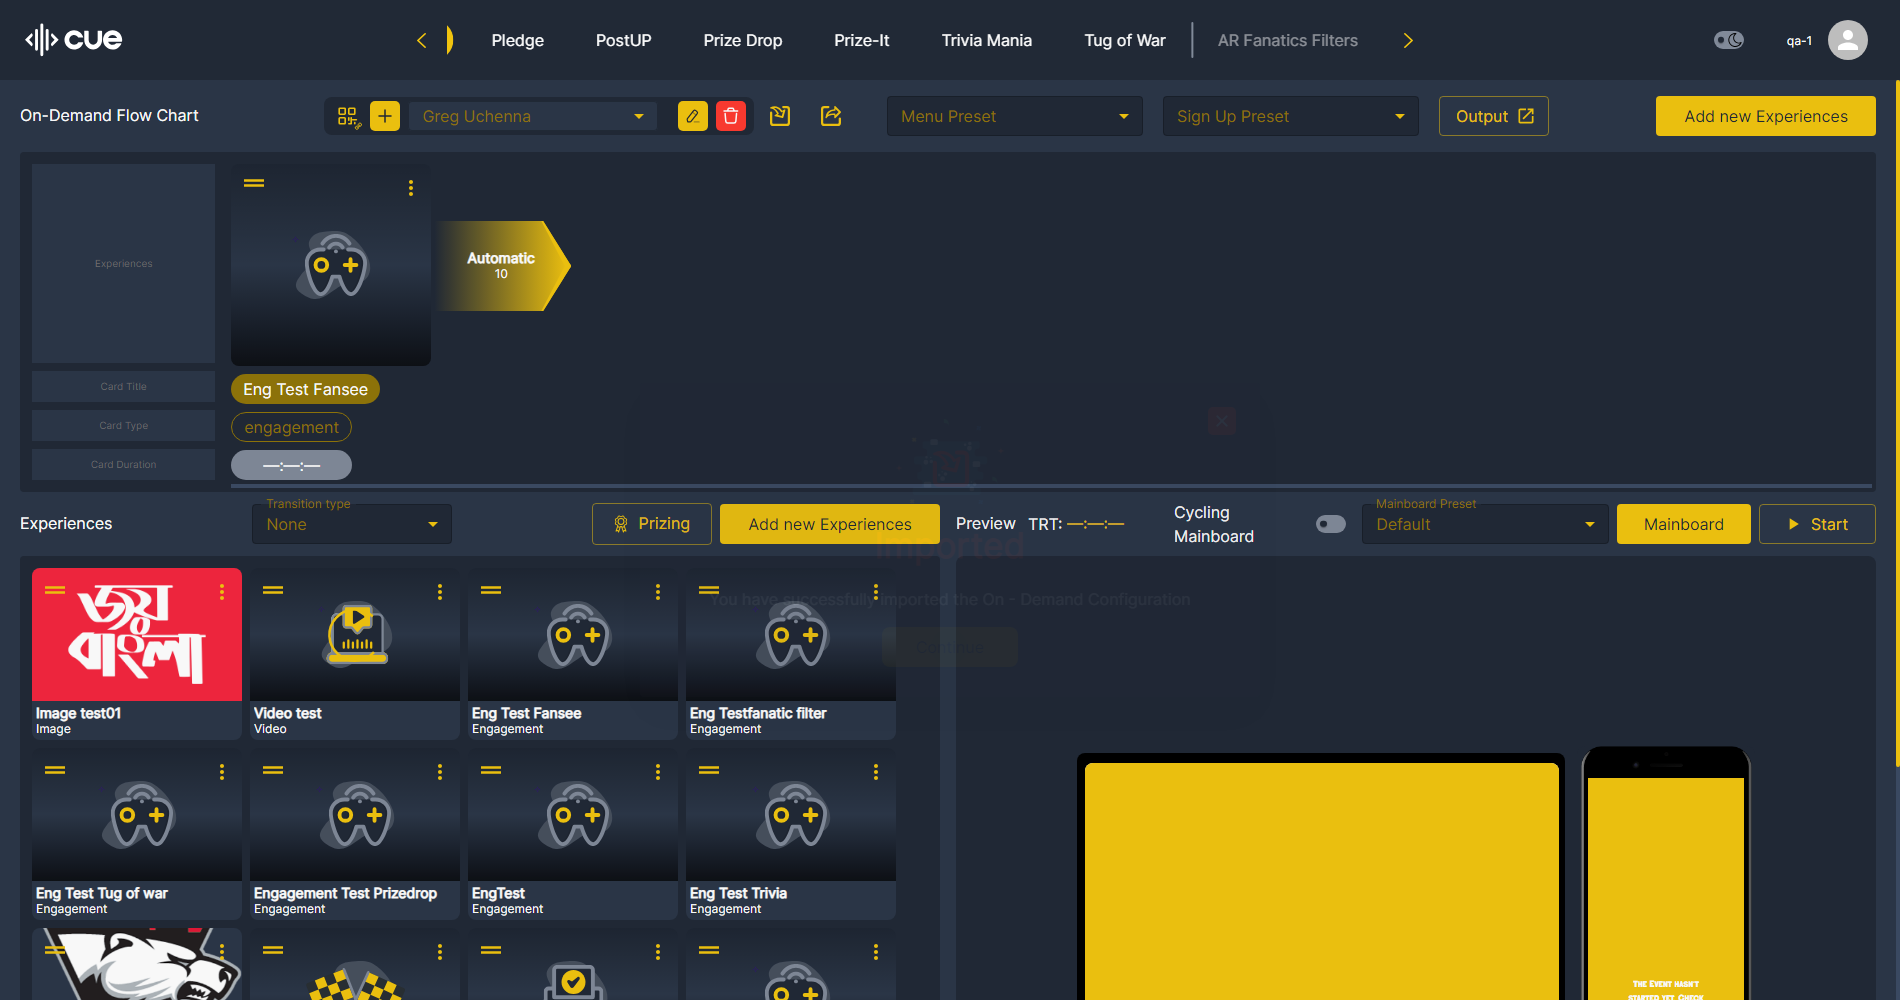 cue
Pledge
PostUP
Prize Drop
Prize-It
Trivia Mania
Tug of War
AR Fanatics Filters
qa-1
On-Demand Flow Chart
Greg Uchenna
Menu Preset
Sign Up Preset
Output
Add new Experiences
Experiences
Automatic
10
Card Title
Eng Test Fansee
Card Type
engagement
Card Duration
—:—:—
Experiences
Transition type
None
Prizing
Add new Experiences
Preview
TRT: —:—:—
Cycling
Mainboard
Mainboard Preset
Default
Mainboard
Start
Imported
You have successfully imported the On - Demand Configuration
Continue
জয়
বাংলা
Image test01
Image
Video test
Video
Eng Test Fansee
Engagement
Eng Testfanatic filter
Engagement
Eng Test Tug of war
Engagement
Engagement Test Prizedrop
Engagement
EngTest
Engagement
Eng Test Trivia
Engagement
The Event hasn't
started yet. Check